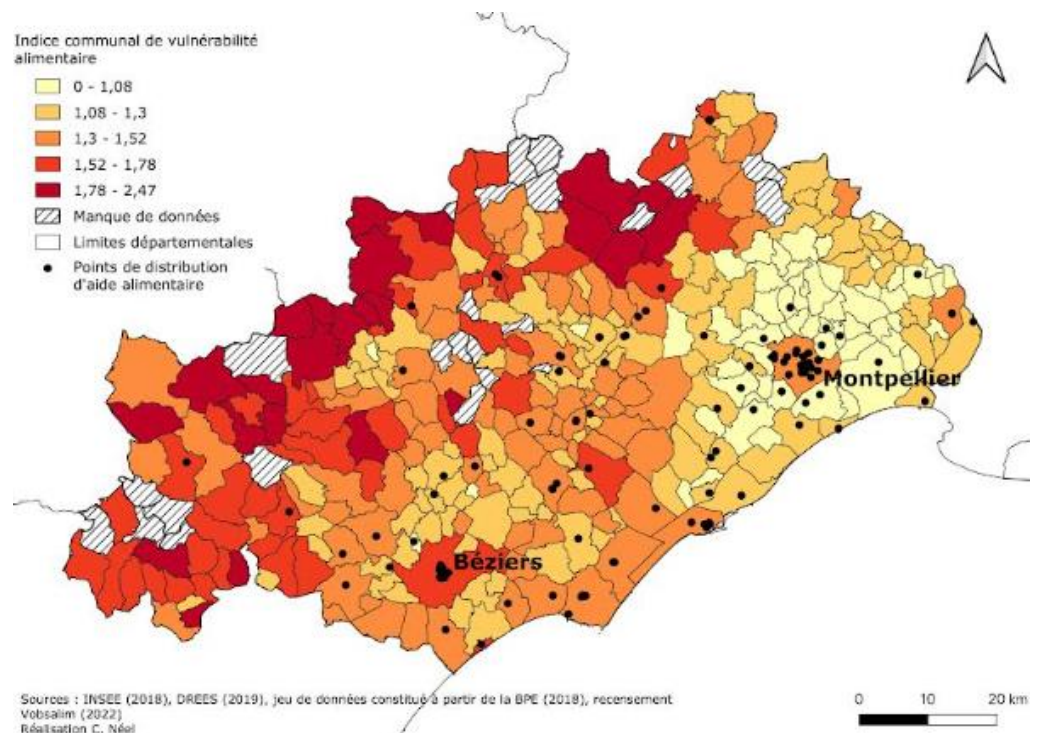 Indice communal de vulnérabilité
alimentaire
0 - 1,08
1,08 - 1,3
1,3 - 1,52
1,52 - 1,78
1,78 - 2,47
Manque de données
Limites départementales
Points de distribution
d'aide alimentaire
Montpellier
Béziers
Sources : INSEE (2018), DREES (2019), jeu de données constitué à partir de la BPE (2018), recensement
Vobsalim (2022)
Réalisation C. Néel
0 10 20 km